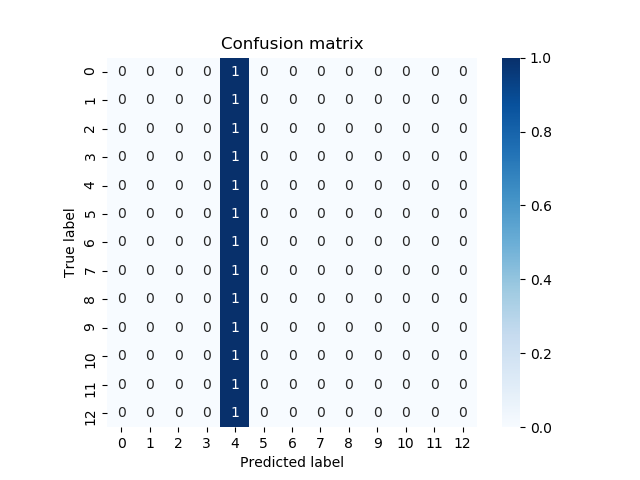 Confusion matrix
0 0 0 0 0 1 0 0 0 0 0 0 0 0 1.0
1 0 0 0 0 1 0 0 0 0 0 0 0 0
2 0 0 0 0 1 0 0 0 0 0 0 0 0 0.8
3 0 0 0 0 1 0 0 0 0 0 0 0 0
4 0 0 0 0 1 0 0 0 0 0 0 0 0
5 0 0 0 0 1 0 0 0 0 0 0 0 0 0.6
6 0 0 0 0 1 0 0 0 0 0 0 0 0
7 0 0 0 0 1 0 0 0 0 0 0 0 0 0.4
8 0 0 0 0 1 0 0 0 0 0 0 0 0
9 0 0 0 0 1 0 0 0 0 0 0 0 0
10 0 0 0 0 1 0 0 0 0 0 0 0 0 0.2
11 0 0 0 0 1 0 0 0 0 0 0 0 0
12 0 0 0 0 1 0 0 0 0 0 0 0 0 0.0
True label
0 1 2 3 4 5 6 7 8 9 10 11 12
Predicted label